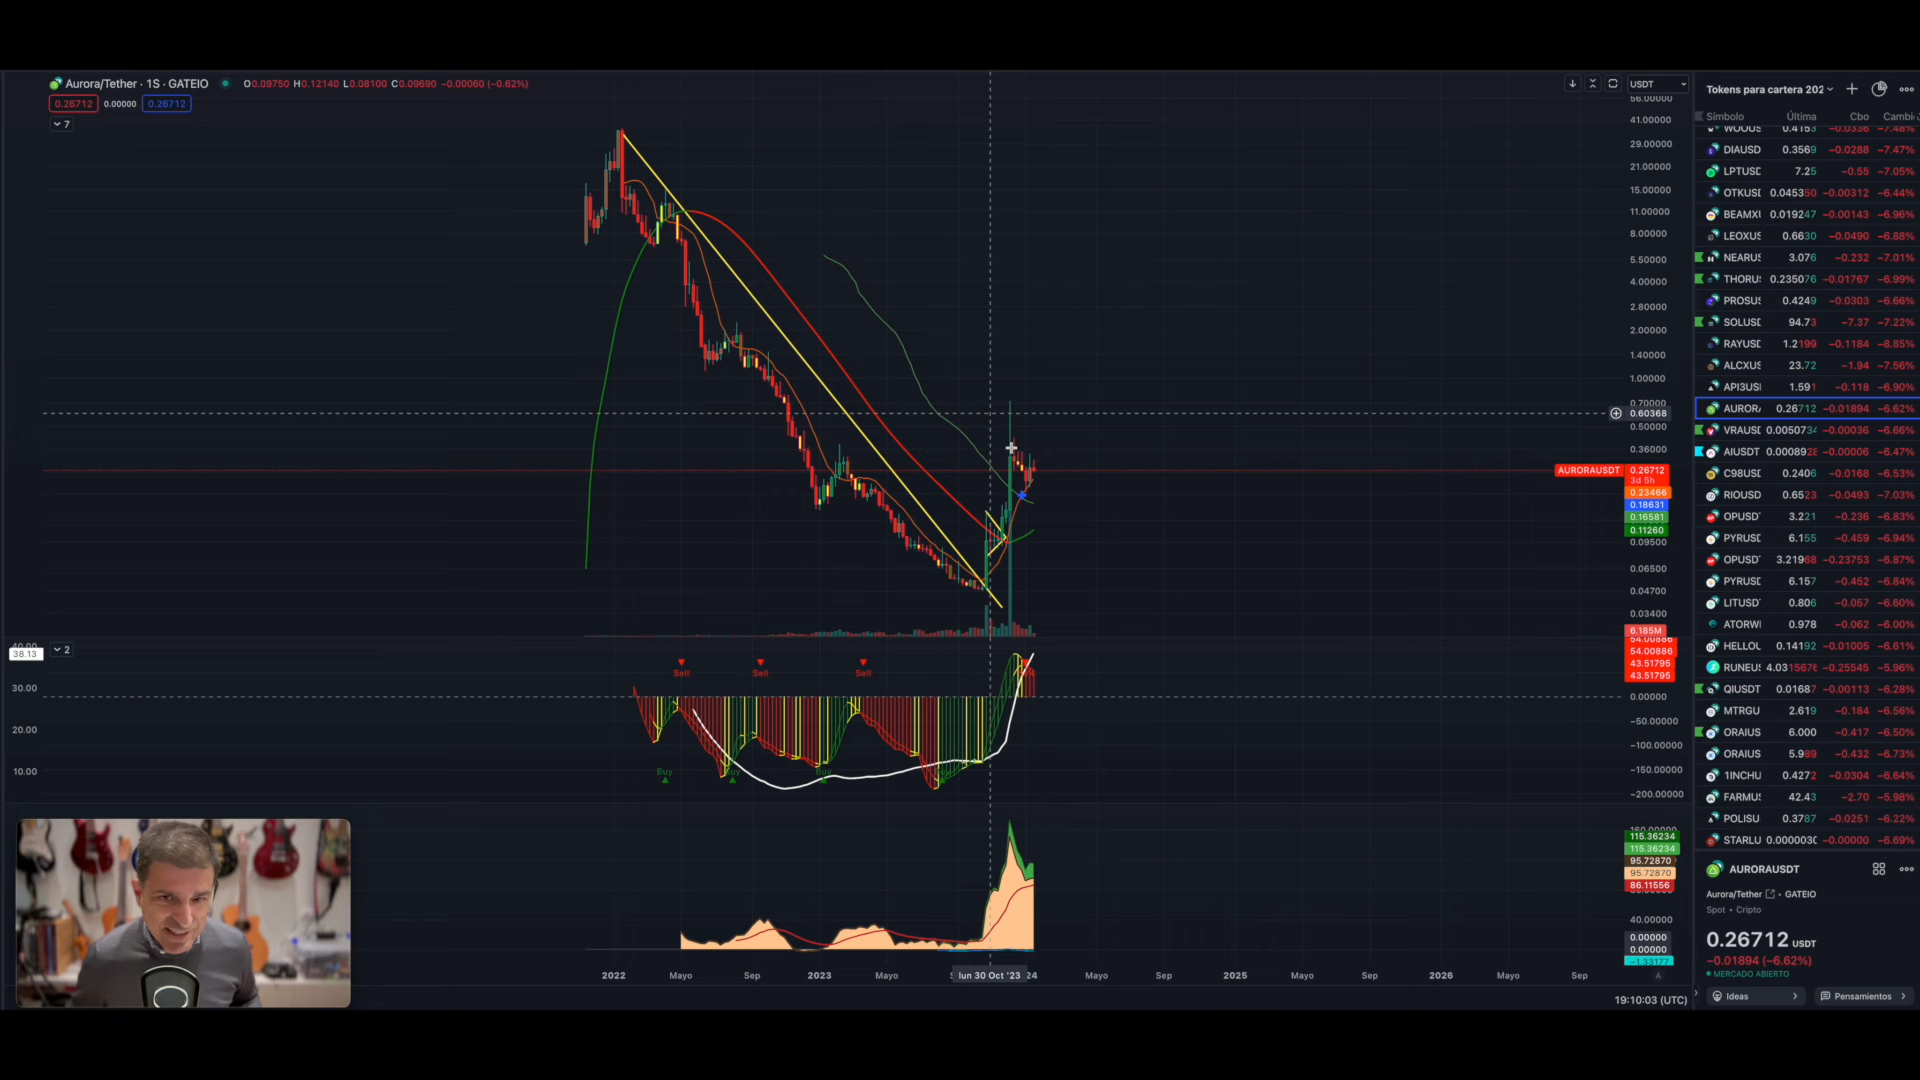 Aurora/Tether · 1S · GATEIO O0.09750 H0.12140 L0.08100 C0.09690 −0.00060 (−0.62%)
0.26712 0.00000 0.26712
7
USDT
56.00000
41.00000
29.00000
21.00000
15.00000
11.00000
8.00000
5.50000
4.00000
2.80000
2.00000
1.40000
1.00000
0.70000
0.60368
0.50000
0.36000
AURORAUSDT 0.26712
3d 5h
0.23466
0.18631
0.16581
0.11260
0.09500
0.06500
0.04700
0.03400
6.185M
54.00886
54.00886
43.51795
43.51795
0.00000
−50.00000
−100.00000
−150.00000
−200.00000
2
40.00
38.13
30.00
20.00
10.00
Sell
Sell
Sell
Buy
Buy
Buy
160.00000
115.36234
115.36234
95.72870
95.72870
86.11556
40.00000
0.00000
0.00000
−1.33177
2022 Mayo Sep 2023 Mayo lun 30 Oct '23 24 Mayo Sep 2025 Mayo Sep 2026 Mayo Sep A
19:10:03 (UTC)
Tokens para cartera 202
Símbolo Última Cbo Cambi
WOOUS 0.4153 −0.0336 −7.48%
DIAUSD 0.3569 −0.0288 −7.47%
LPTUSD 7.25 −0.55 −7.05%
OTKUSD 0.045350 −0.00312 −6.44%
BEAMXU 0.019247 −0.00143 −6.96%
LEOXUS 0.6630 −0.0490 −6.88%
NEARUS 3.076 −0.232 −7.01%
THORUS 0.235076 −0.01767 −6.99%
PROSUS 0.4249 −0.0303 −6.66%
SOLUSD 94.73 −7.37 −7.22%
RAYUSD 1.2199 −0.1184 −8.85%
ALCXUS 23.72 −1.94 −7.56%
API3USI 1.591 −0.118 −6.90%
AURORA 0.26712 −0.01894 −6.62%
VRAUSD 0.0050734 −0.00036 −6.66%
AIUSDT 0.0008928 −0.00006 −6.47%
C98USD 0.2406 −0.0168 −6.53%
RIOUSD 0.6523 −0.0493 −7.03%
OPUSDT 3.221 −0.236 −6.83%
PYRUSD 6.155 −0.459 −6.94%
OPUSDT 3.21968 −0.23753 −6.87%
PYRUSD 6.157 −0.452 −6.84%
LITUSDT 0.806 −0.057 −6.60%
ATORWI 0.978 −0.062 −6.00%
HELLOU 0.14192 −0.01005 −6.61%
RUNEUS 4.0315676 −0.25545 −5.96%
QIUSDT 0.01687 −0.00113 −6.28%
MTRGU 2.619 −0.184 −6.56%
ORAIUS 6.000 −0.417 −6.50%
ORAIUS 5.989 −0.432 −6.73%
1INCHU 0.4272 −0.0304 −6.64%
FARMUS 42.43 −2.70 −5.98%
POLISU 0.3787 −0.0251 −6.22%
STARLU 0.0000030 −0.00000 −6.69%
AURORAUSDT
Aurora/Tether · GATEIO
Spot • Cripto
0.26712 USDT
−0.01894 (−6.62%)
MERCADO ABIERTO
Ideas Pensamientos